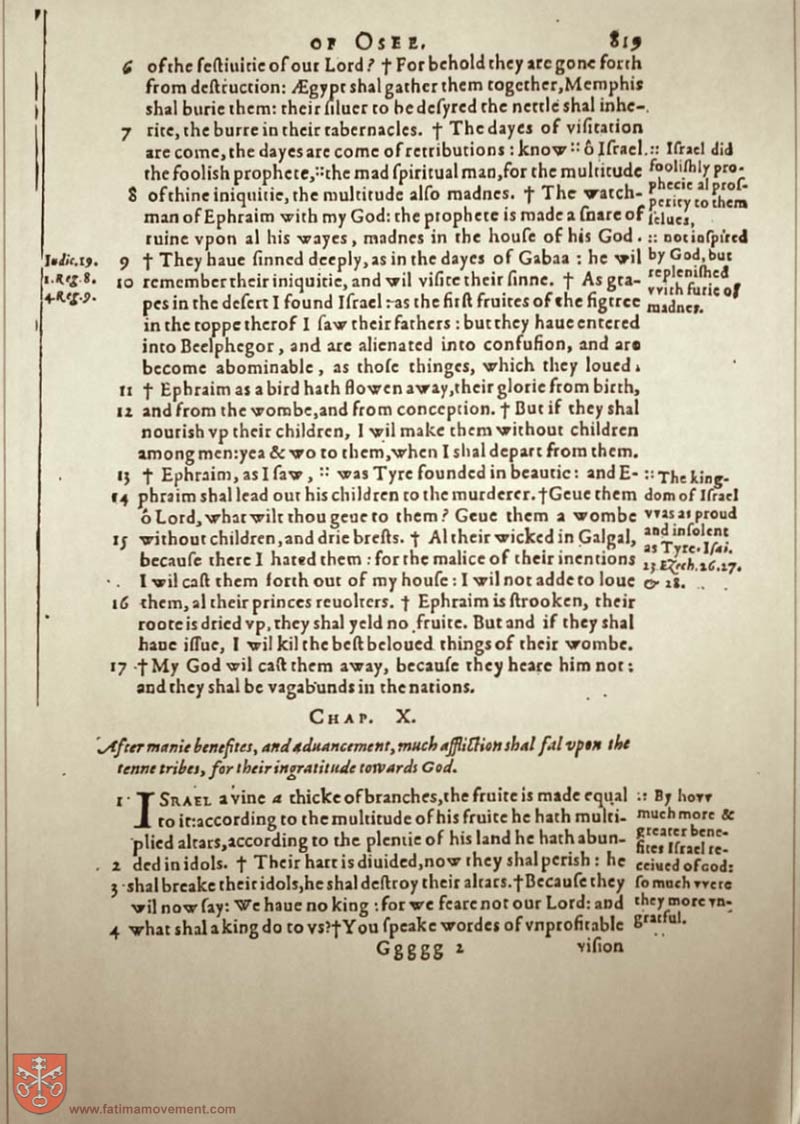 OF OSEE. 819
6 of the feſtiuitie of our Lord? † For behold they are gone forth
from deſtruction: Ægypt shal gather them together, Memphis
shal burie them: their ſiluer to be deſyred the nettle shal inhe-
7 rite, the burre in their tabernacles. † The dayes of viſitation
are come, the dayes are come of retributions: know :: ô Iſrael
the foolish prophete, :: the mad ſpiritual man, for the multitude
8 of thine iniquitie, the multitude alſo madnes. † The watch-
man of Ephraim with my God: the prophete is made a ſnare of
ruine vpon al his wayes, madnes in the houſe of his God.
9 † They haue ſinned deeply, as in the dayes of Gabaa: he wil
10 remember their iniquitie, and wil viſite their ſinne. † As gra-
pes in the deſert I found Iſrael: as the firſt fruites of the figtree
in the toppe therof I ſaw their fathers: but they haue entered
into Beelphegor, and are alienated into confuſion, and are
become abominable, as thoſe thinges, which they loued.
11 † Ephraim as a bird hath flowen away, their glorie from birth,
12 and from the wombe, and from conception. † But if they shal
nourish vp their children, I wil make them without children
among men: yea & wo to them, when I shal depart from them.
13 † Ephraim, as I ſaw, :: was Tyre founded in beautie: and E-
14 phraim shal lead out his children to the murderer. † Geue them
ô Lord, what wilt thou geue to them? Geue them a wombe
15 without children, and drie breſts. † Al their wicked in Galgal,
becauſe there I hated them: for the malice of their inentions
I wil caſt them forth out of my houſe: I wil not adde to loue
16 them, al their princes reuolters. † Ephraim is ſtrooken, their
roote is dried vp, they shal yeld no fruite. But and if they shal
haue iſſue, I wil kil the beſt beloued things of their wombe.
17 † My God wil caſt them away, becauſe they heare him not:
and they shal be vagabunds in the nations.
:: Iſrael did
foolishly pro-
phecie al proſ-
perity to them
ſelues,
:: not inſpired
by God, but
replenished
vvith furie of
madnes.
Iudic. 19.
1. Reg. 8.
4. Reg. 9.
:: The king-
dom of Iſrael
vvas as proud
and inſolent
as Tyre. Iſai.
23. Ezech. 26. 27.
& 28.
CHAP. X.
After manie benefites, and aduancement, much affliction shal fal vpon the
tenne tribes, for their ingratitude towards God.
1 ISRAEL a vine a thicke of branches, the fruite is made equal
to it: according to the multitude of his fruite he hath multi-
plied altars, according to the plentie of his land he hath abun-
2 ded in idols. † Their hart is diuided, now they shal perish: he
3 shal breake their idols, he shal deſtroy their altars. † Becauſe they
wil now ſay: We haue no king: for we feare not our Lord: and
4 what shal a king do to vs? † You ſpeake wordes of vnprofitable
:: By hovv
much more &
greater bene-
fites Iſrael re-
ceiued of God:
ſo much vvere
they more vn-
grateful.
Ggggg 2 viſion
www.fatimamovement.com